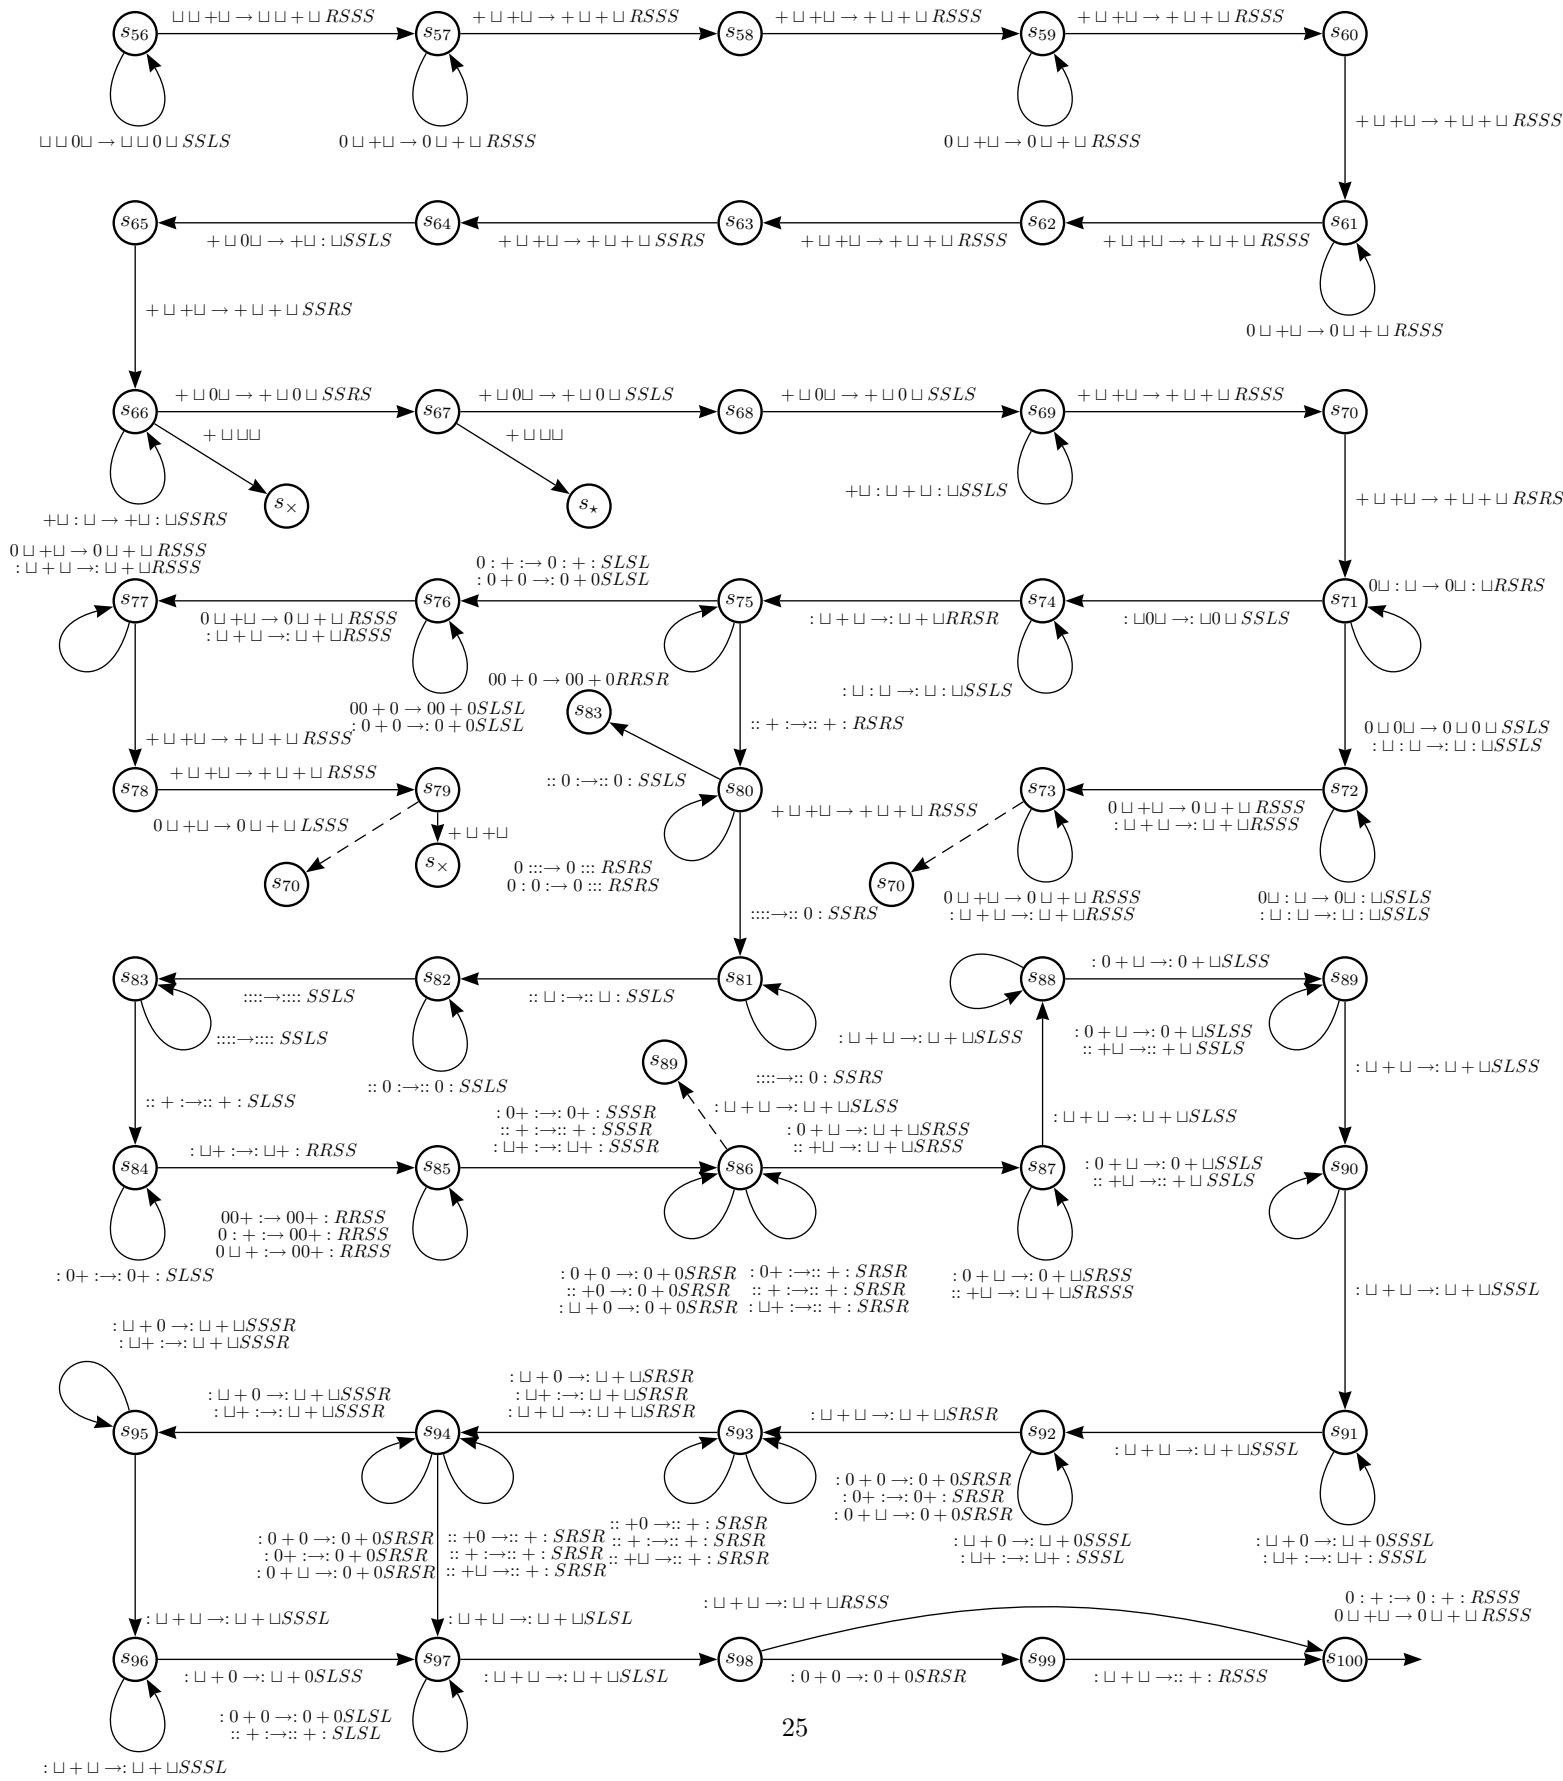 ⊔⊔+⊔→⊔⊔+⊔ RSSS
+⊔+⊔→+⊔+⊔ RSSS
+⊔+⊔→+⊔+⊔ RSSS
+⊔+⊔→+⊔+⊔ RSSS
s56
s57
s58
s59
s60
⊔⊔0⊔→⊔⊔0⊔ SSLS
0⊔+⊔→0⊔+⊔ RSSS
0⊔+⊔→0⊔+⊔ RSSS
+⊔+⊔→+⊔+⊔ RSSS
s65
s64
s63
s62
s61
+⊔0⊔→+⊔:⊔SSLS
+⊔+⊔→+⊔+⊔ SSRS
+⊔+⊔→+⊔+⊔ RSSS
+⊔+⊔→+⊔+⊔ RSSS
+⊔+⊔→+⊔+⊔ SSRS
0⊔+⊔→0⊔+⊔ RSSS
+⊔0⊔→+⊔0⊔ SSRS
+⊔0⊔→+⊔0⊔ SSLS
+⊔0⊔→+⊔0⊔ SSLS
+⊔+⊔→+⊔+⊔ RSSS
s66
s67
s68
s69
s70
+⊔⊔⊔
+⊔⊔⊔
s×
s⋆
+⊔:⊔→+⊔:⊔SSRS
+⊔:⊔+⊔:⊔SSLS
+⊔+⊔→+⊔+⊔ RSRS
0⊔+⊔→0⊔+⊔ RSSS
:⊔+⊔→:⊔+⊔RSSS
0:+:→0:+:SLSL
:0+0→:0+0SLSL
0⊔:⊔→0⊔:⊔RSRS
s77
s76
s75
s74
s71
0⊔+⊔→0⊔+⊔ RSSS
:⊔+⊔→:⊔+⊔RSSS
:⊔+⊔→:⊔+⊔RRSR
:⊔0⊔→:⊔0⊔ SSLS
00+0→00+0RRSR
:⊔:⊔→:⊔:⊔SSLS
00+0→00+0SLSL
:0+0→:0+0SLSL
s83
::+:→::+: RSRS
0⊔0⊔→0⊔0⊔ SSLS
:⊔:⊔→:⊔:⊔SSLS
+⊔+⊔→+⊔+⊔ RSSS
+⊔+⊔→+⊔+⊔ RSSS
::0:→::0: SSLS
s78
s79
s80
s73
s72
+⊔+⊔→+⊔+⊔ RSSS
0⊔+⊔→0⊔+⊔ RSSS
:⊔+⊔→:⊔+⊔RSSS
0⊔+⊔→0⊔+⊔ LSSS
+⊔+⊔
s×
s70
0:::→0::: RSRS
0:0:→0::: RSRS
s70
0⊔+⊔→0⊔+⊔ RSSS
:⊔+⊔→:⊔+⊔RSSS
0⊔:⊔→0⊔:⊔SSLS
:⊔:⊔→:⊔:⊔SSLS
::::→::0: SSRS
s83
s82
s81
s88
s89
:0+⊔→:0+⊔SLSS
::::→:::: SSLS
::⊔:→::⊔: SSLS
::::→:::: SSLS
:⊔+⊔→:⊔+⊔SLSS
:0+⊔→:0+⊔SLSS
::+⊔→::+⊔ SSLS
s89
:⊔+⊔→:⊔+⊔SLSS
::0:→::0: SSLS
::::→::0: SSRS
::+:→::+: SLSS
:0+:→:0+: SSSR
::+:→::+: SSSR
:⊔+:→:⊔+: SSSR
:⊔+⊔→:⊔+⊔SLSS
:0+⊔→:⊔+⊔SRSS
::+⊔→:⊔+⊔SRSS
:⊔+⊔→:⊔+⊔SLSS
:⊔+:→:⊔+: RRSS
s84
s85
s86
s87
s90
:0+⊔→:0+⊔SSLS
::+⊔→::+⊔ SSLS
00+:→00+: RRSS
0:+:→00+: RRSS
0⊔+:→00+: RRSS
:0+:→:0+: SLSS
:0+0→:0+0SRSR
::+0→:0+0SRSR
:⊔+0→:0+0SRSR
:0+:→::+: SRSR
::+:→::+: SRSR
:⊔+:→::+: SRSR
:0+⊔→:0+⊔SRSS
::+⊔→:⊔+⊔SRSSS
:⊔+⊔→:⊔+⊔SSSL
:⊔+0→:⊔+⊔SSSR
:⊔+:→:⊔+⊔SSSR
:⊔+0→:⊔+⊔SSSR
:⊔+:→:⊔+⊔SSSR
:⊔+0→:⊔+⊔SRSR
:⊔+:→:⊔+⊔SRSR
:⊔+⊔→:⊔+⊔SRSR
:⊔+⊔→:⊔+⊔SRSR
s95
s94
s93
s92
s91
:⊔+⊔→:⊔+⊔SSSL
:0+0→:0+0SRSR
:0+:→:0+: SRSR
:0+⊔→:0+0SRSR
:0+0→:0+0SRSR
:0+:→:0+0SRSR
:0+⊔→:0+0SRSR
::+0→::+: SRSR
::+:→::+: SRSR
::+⊔→::+: SRSR
::+0→::+: SRSR
::+:→::+: SRSR
::+⊔→::+: SRSR
:⊔+0→:⊔+0SSSL
:⊔+:→:⊔+: SSSL
:⊔+0→:⊔+0SSSL
:⊔+:→:⊔+: SSSL
:⊔+⊔→:⊔+⊔SSSL
:⊔+⊔→:⊔+⊔SLSL
:⊔+⊔→:⊔+⊔RSSS
0:+:→0:+: RSSS
0⊔+⊔→0⊔+⊔ RSSS
s96
s97
s98
s99
s100
:⊔+0→:⊔+0SLSS
:⊔+⊔→:⊔+⊔SLSL
:0+0→:0+0SRSR
:⊔+⊔→::+: RSSS
:0+0→:0+0SLSL
::+:→::+: SLSL
:⊔+⊔→:⊔+⊔SSSL
25